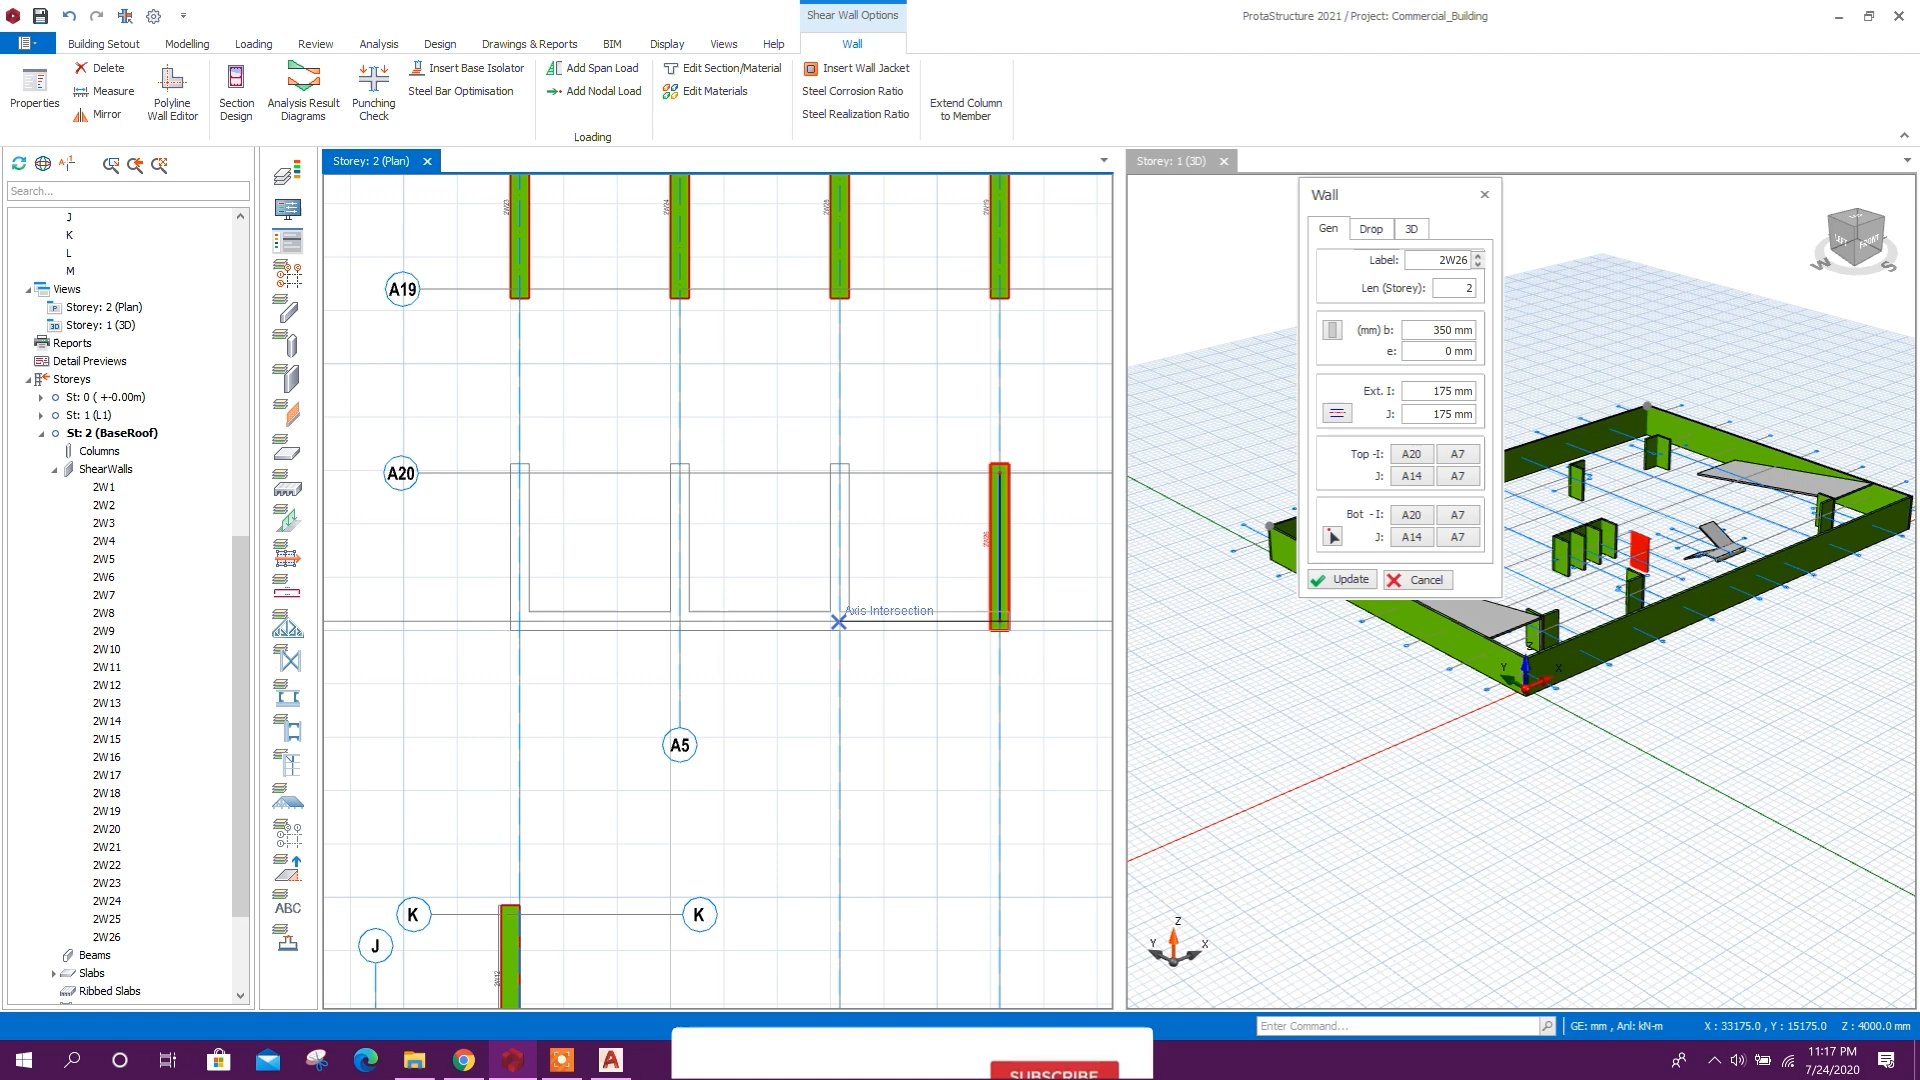 Shear Wall Options
ProtaStructure 2021 / Project: Commercial_Building
Building Setout
Modelling
Loading
Review
Analysis
Design
Drawings & Reports
BIM
Display
Views
Help
Wall
Properties
Delete
Measure
Mirror
Polyline
Wall Editor
Section
Design
Analysis Result
Diagrams
Punching
Check
Insert Base Isolator
Steel Bar Optimisation
Add Span Load
Add Nodal Load
Loading
Edit Section/Material
Edit Materials
Insert Wall Jacket
Steel Corrosion Ratio
Steel Realization Ratio
Extend Column
to Member
Search...
J
K
L
M
Views
Storey: 2 (Plan)
Storey: 1 (3D)
Reports
Detail Previews
Storeys
St: 0 ( +-0.00m)
St: 1 (L1)
St: 2 (BaseRoof)
Columns
ShearWalls
2W1
2W2
2W3
2W4
2W5
2W6
2W7
2W8
2W9
2W10
2W11
2W12
2W13
2W14
2W15
2W16
2W17
2W18
2W19
2W20
2W21
2W22
2W23
2W24
2W25
2W26
Beams
Slabs
Ribbed Slabs
ABC
Storey: 2 (Plan)
2W23
2W24
2W25
2W19
A19
A20
2W26
Axis Intersection
A5
K
K
J
2W12
Storey: 1 (3D)
Wall
Gen
Drop
3D
Label: 2W26
Len (Storey): 2
(mm) b: 350 mm
e: 0 mm
Ext. I: 175 mm
J: 175 mm
Top -I: A20 A7
J: A14 A7
Bot -I: A20 A7
J: A14 A7
Update
Cancel
LEFT
FRONT
W
S
Z
Y
X
Z
Y
X
Enter Command...
GE: mm , Anl: kN-m
X : 33175.0 , Y : 15175.0
Z : 4000.0 mm
SUBSCRIBE
11:17 PM
7/24/2020